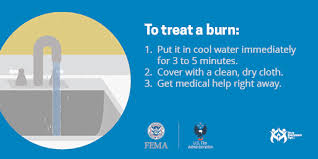 To treat a burn:
1. Put it in cool water immediately
for 3 to 5 minutes.
2. Cover with a clean, dry cloth.
3. Get medical help right away.
FEMA
U.S. Fire
Administration